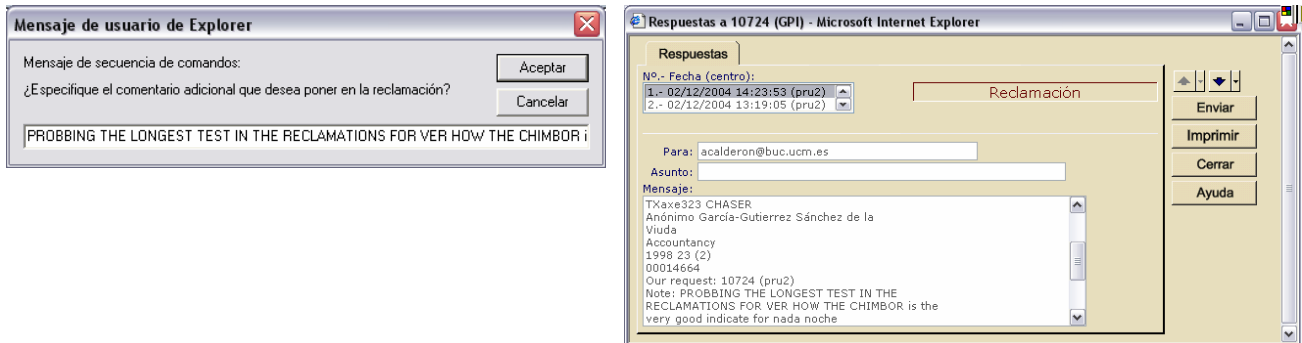 Mensaje de usuario de Explorer
Mensaje de secuencia de comandos:
¿Especifique el comentario adicional que desea poner en la reclamación?
Aceptar
Cancelar
PROBBING THE LONGEST TEST IN THE RECLAMATIONS FOR VER HOW THE CHIMBOR i
Respuestas a 10724 (GPI) - Microsoft Internet Explorer
Respuestas
Nº.- Fecha (centro):
1.- 02/12/2004 14:23:53 (pru2)
2.- 02/12/2004 13:19:05 (pru2)
Reclamación
Enviar
Imprimir
Cerrar
Ayuda
Para: acalderon@buc.ucm.es
Asunto:
Mensaje:
TXaxe323 CHASER
Anónimo García-Gutierrez Sánchez de la
Viuda
Accountancy
1998 23 (2)
00014664
Our request: 10724 (pru2)
Note: PROBBING THE LONGEST TEST IN THE
RECLAMATIONS FOR VER HOW THE CHIMBOR is the
very good indicate for nada noche